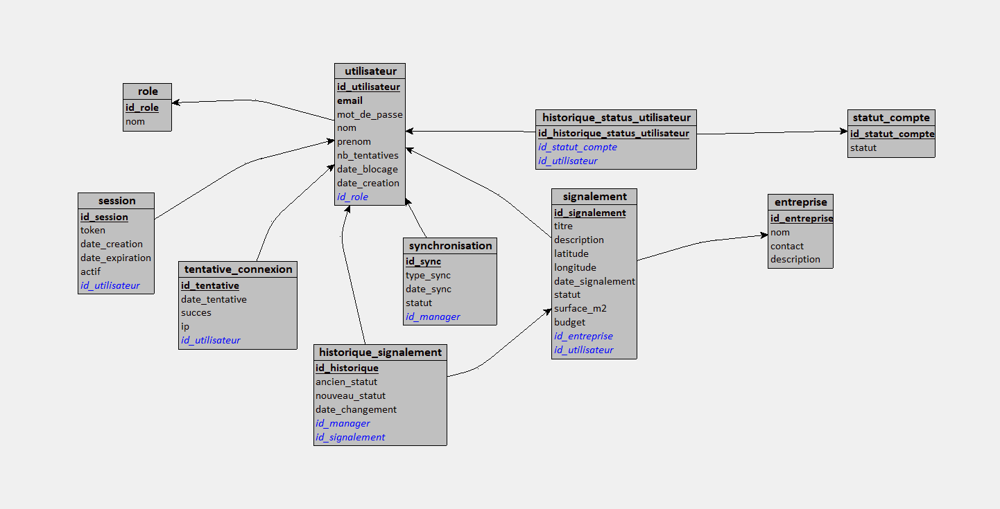 role
id_role
nom
utilisateur
id_utilisateur
email
mot_de_passe
nom
prenom
nb_tentatives
date_blocage
date_creation
id_role
historique_status_utilisateur
id_historique_status_utilisateur
id_statut_compte
id_utilisateur
statut_compte
id_statut_compte
statut
session
id_session
token
date_creation
date_expiration
actif
id_utilisateur
tentative_connexion
id_tentative
date_tentative
succes
ip
id_utilisateur
synchronisation
id_sync
type_sync
date_sync
statut
id_manager
signalement
id_signalement
titre
description
latitude
longitude
date_signalement
statut
surface_m2
budget
id_entreprise
id_utilisateur
entreprise
id_entreprise
nom
contact
description
historique_signalement
id_historique
ancien_statut
nouveau_statut
date_changement
id_manager
id_signalement